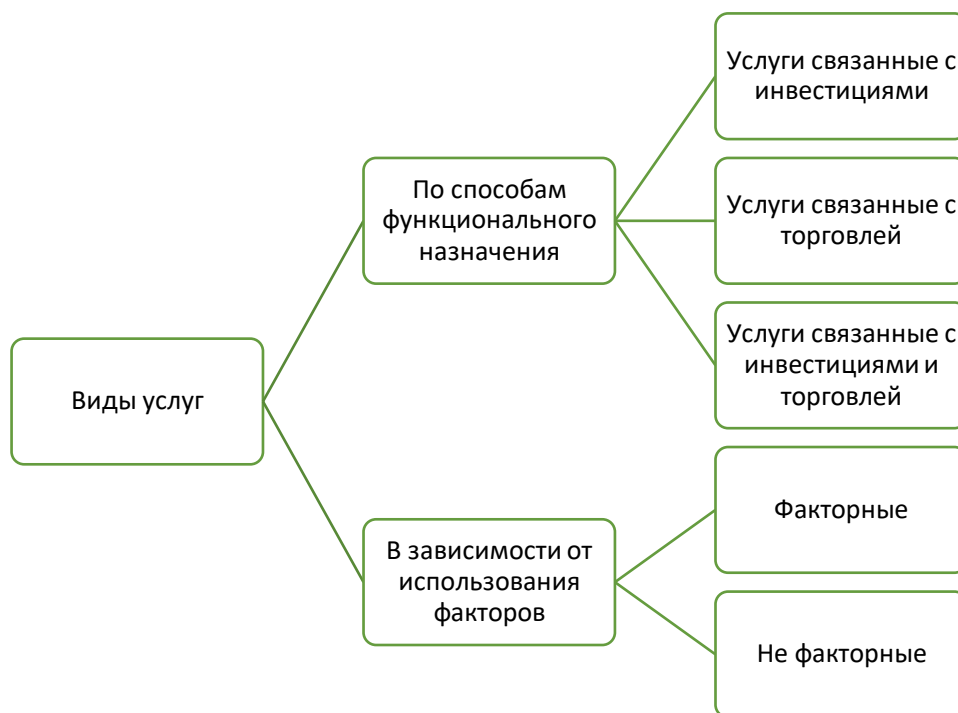 Виды услуг
По способам
функционального
назначения
Услуги связанные с
инвестициями
Услуги связанные с
торговлей
Услуги связанные с
инвестициями и
торговлей
В зависимости от
использования
факторов
Факторные
Не факторные